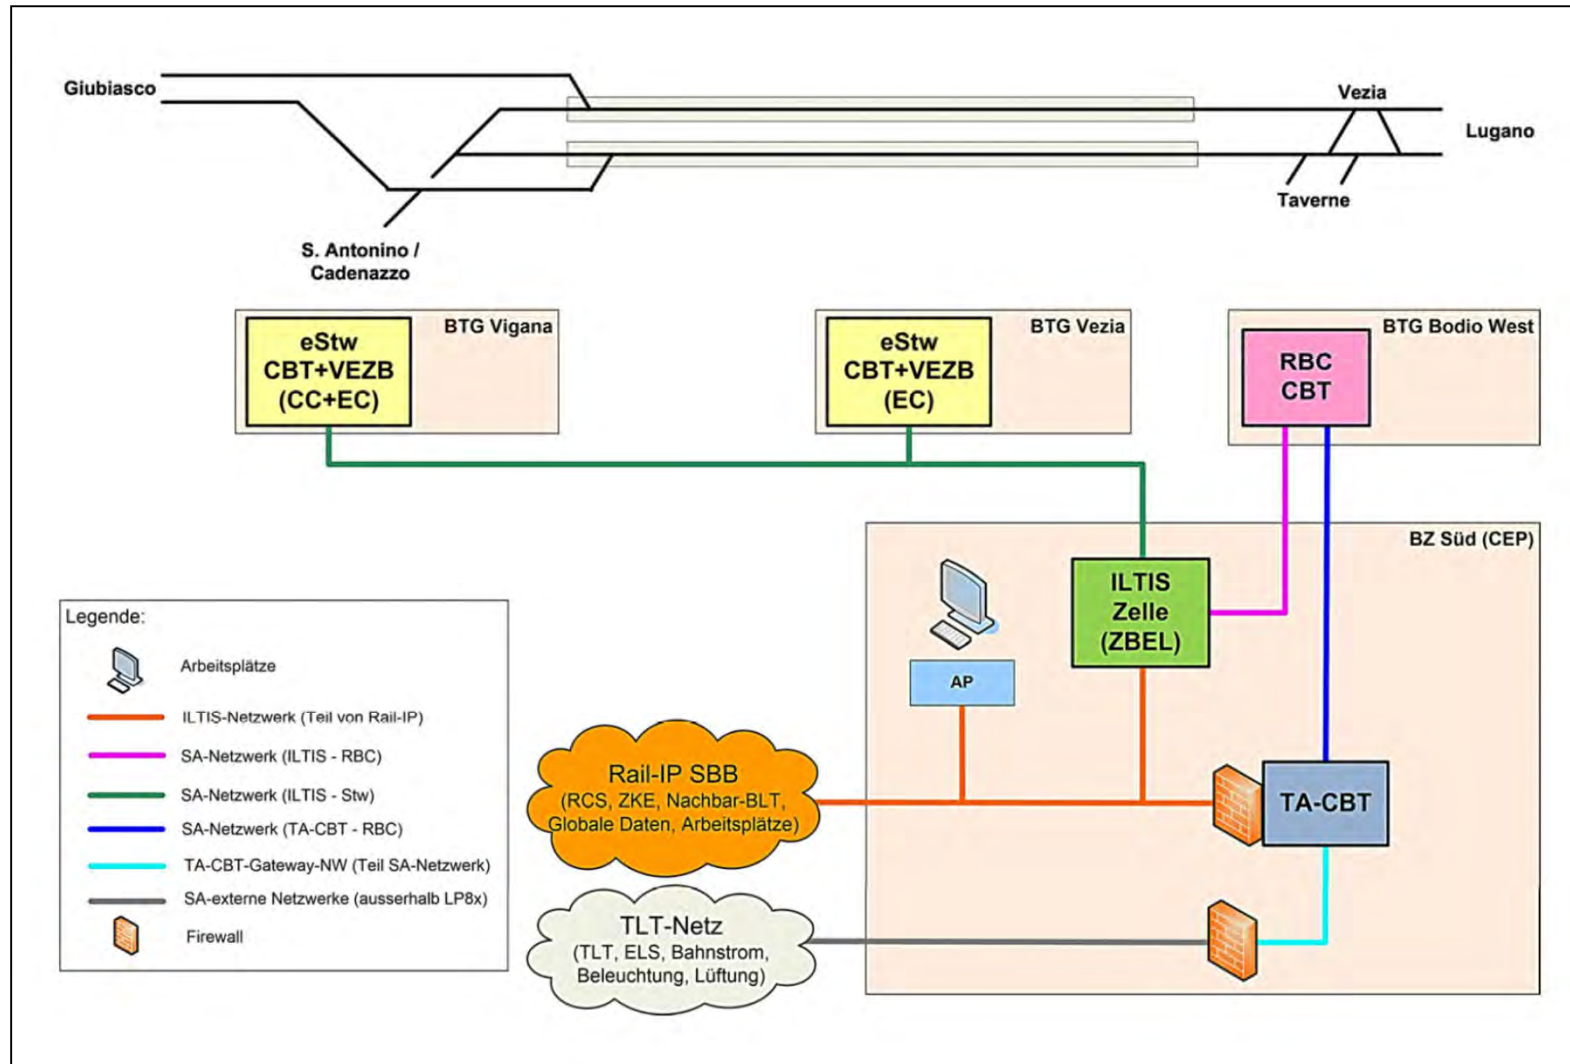 Giubiasco
Vezia
Lugano
Taverne
S. Antonino /
Cadenazzo
BTG Vigana
eStw
CBT+VEZB
(CC+EC)
BTG Vezia
eStw
CBT+VEZB
(EC)
BTG Bodio West
RBC
CBT
BZ Süd (CEP)
ILTIS
Zelle
(ZBEL)
AP
Rail-IP SBB
(RCS, ZKE, Nachbar-BLT,
Globale Daten, Arbeitsplätze)
TA-CBT
TLT-Netz
(TLT, ELS, Bahnstrom,
Beleuchtung, Lüftung)
Legende:
Arbeitsplätze
ILTIS-Netzwerk (Teil von Rail-IP)
SA-Netzwerk (ILTIS - RBC)
SA-Netzwerk (ILTIS - Stw)
SA-Netzwerk (TA-CBT - RBC)
TA-CBT-Gateway-NW (Teil SA-Netzwerk)
SA-externe Netzwerke (ausserhalb LP8x)
Firewall